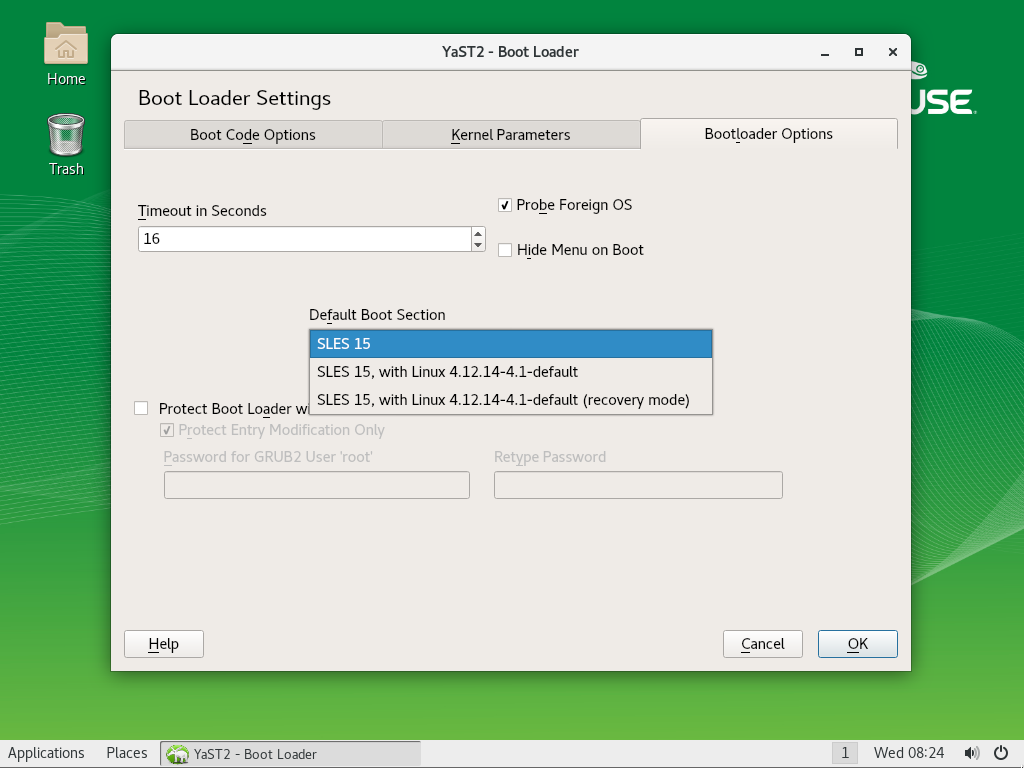 YaST2 - Boot Loader
Home
Trash
USE
Boot Loader Settings
Boot Code Options
Kernel Parameters
Bootloader Options
Timeout in Seconds
16
Probe Foreign OS
Hide Menu on Boot
Default Boot Section
SLES 15
SLES 15, with Linux 4.12.14-4.1-default
SLES 15, with Linux 4.12.14-4.1-default (recovery mode)
Protect Boot Loader
Protect Entry Modification Only
Password for GRUB2 User 'root'
Retype Password
Help
Cancel
OK
Applications
Places
YaST2 - Boot Loader
1
Wed 08:24